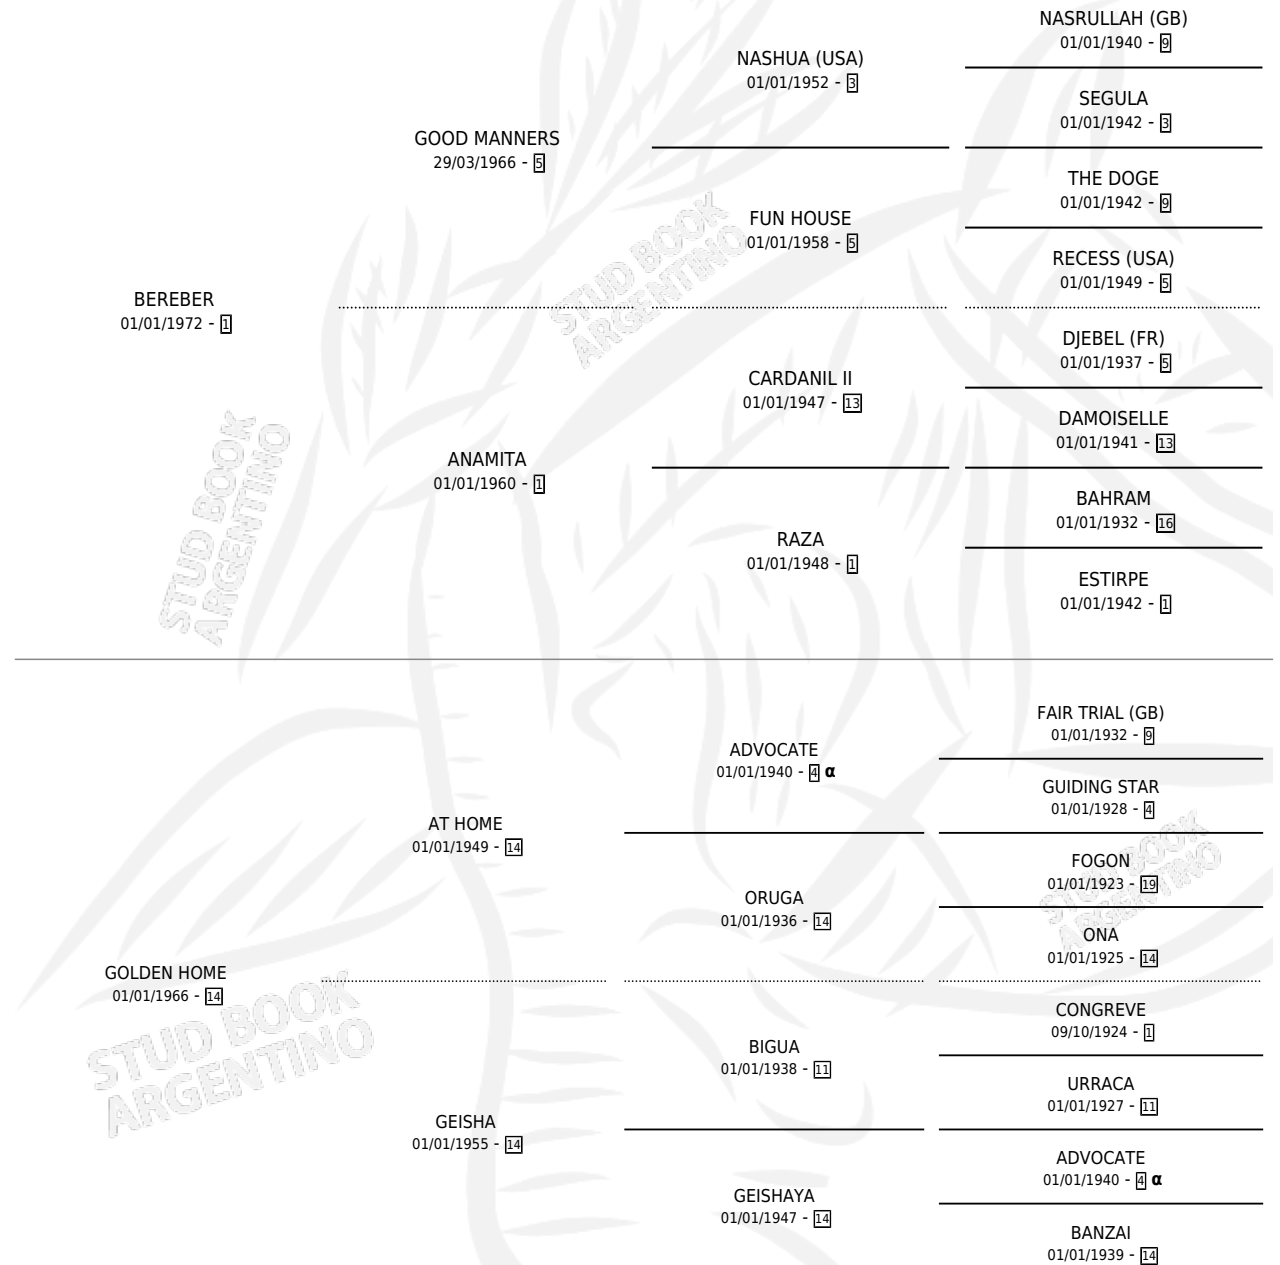 NASRULLAH (GB)
01/01/1940 - 9
NASHUA (USA)
01/01/1952 - 3
SEGULA
01/01/1942 - 3
GOOD MANNERS
29/03/1966 - 5
THE DOGE
01/01/1942 - 9
FUN HOUSE
01/01/1958 - 5
RECESS (USA)
01/01/1949 - 5
BEREBER
01/01/1972 - 1
DJEBEL (FR)
01/01/1937 - 5
CARDANIL II
01/01/1947 - 13
DAMOISELLE
01/01/1941 - 13
ANAMITA
01/01/1960 - 1
BAHRAM
01/01/1932 - 16
RAZA
01/01/1948 - 1
ESTIRPE
01/01/1942 - 1
FAIR TRIAL (GB)
01/01/1932 - 9
ADVOCATE
01/01/1940 - 4 α
GUIDING STAR
01/01/1928 - 4
AT HOME
01/01/1949 - 14
FOGON
01/01/1923 - 19
ORUGA
01/01/1936 - 14
ONA
01/01/1925 - 14
GOLDEN HOME
01/01/1966 - 14
CONGREVE
09/10/1924 - 1
BIGUA
01/01/1938 - 11
URRACA
01/01/1927 - 11
GEISHA
01/01/1955 - 14
ADVOCATE
01/01/1940 - 4 α
GEISHAYA
01/01/1947 - 14
BANZAI
01/01/1939 - 14
STUD BOOK
ARGENTINO
STUD BOOK
ARGENTINO
STUD BOOK
ARGENTINO
STUD BOOK
ARGENTINO